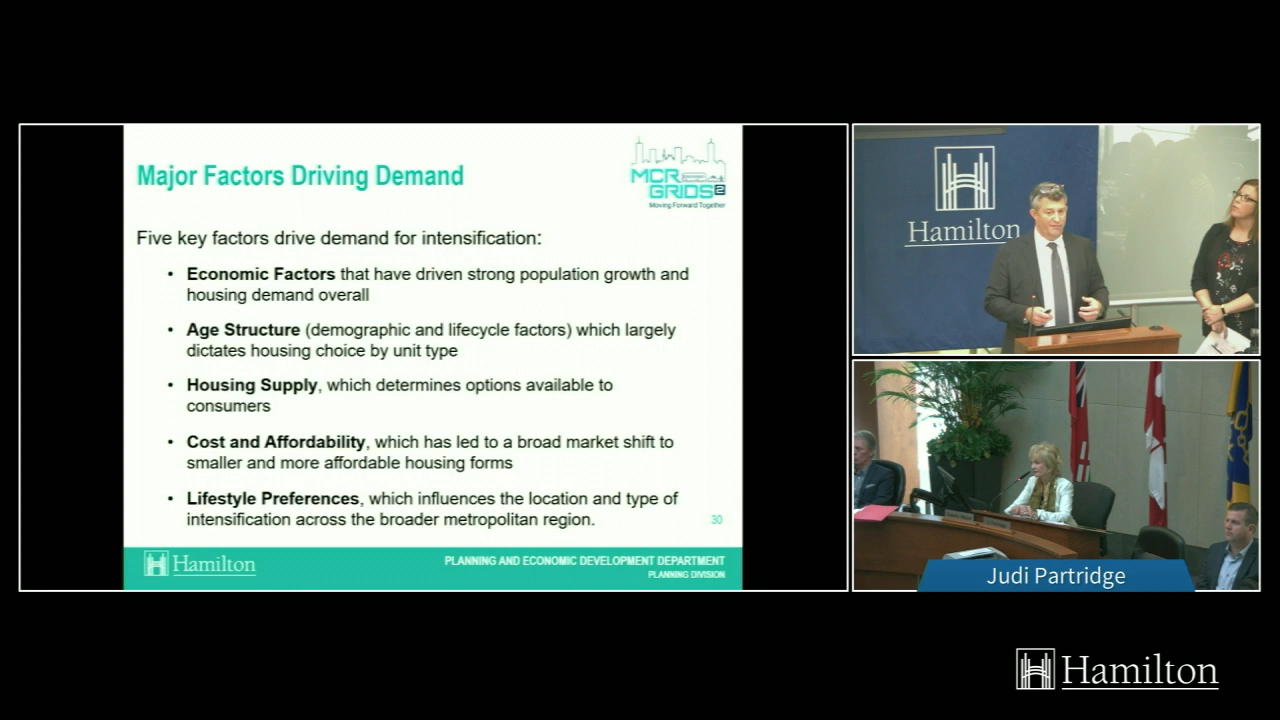 Major Factors Driving Demand
MCR
GRIDS2
Moving Forward Together
Five key factors drive demand for intensification:
• Economic Factors that have driven strong population growth and
housing demand overall
• Age Structure (demographic and lifecycle factors) which largely
dictates housing choice by unit type
• Housing Supply, which determines options available to
consumers
• Cost and Affordability, which has led to a broad market shift to
smaller and more affordable housing forms
• Lifestyle Preferences, which influences the location and type of
intensification across the broader metropolitan region.
30
Hamilton
PLANNING AND ECONOMIC DEVELOPMENT DEPARTMENT
PLANNING DIVISION
Hamilton
Judi Partridge
Hamilton